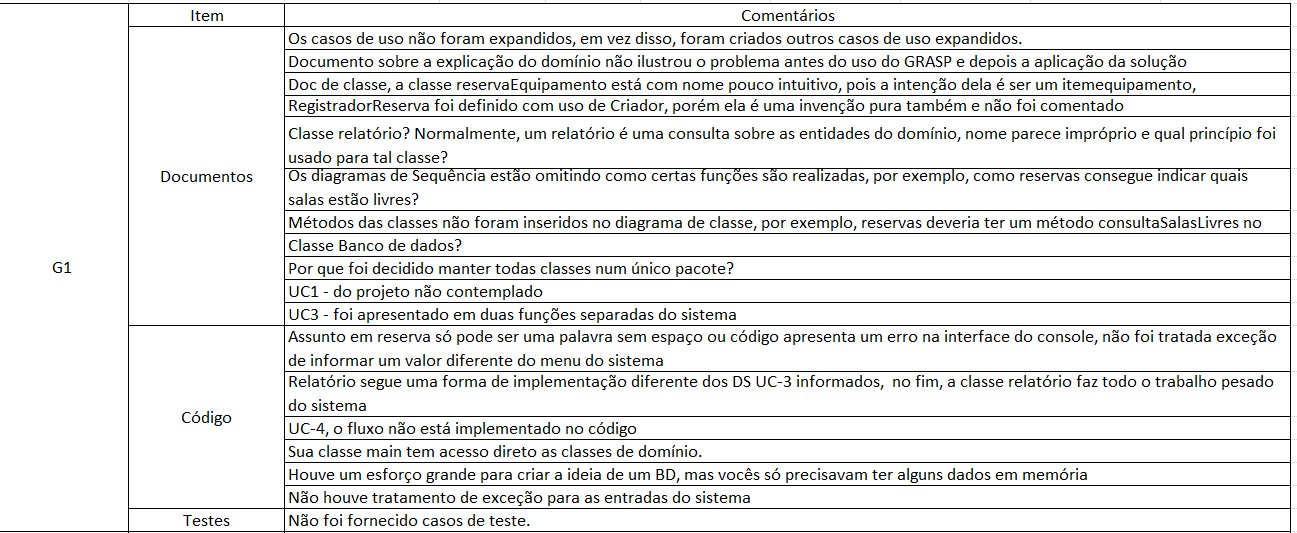 Item
Comentários
G1
Documentos
Os casos de uso não foram expandidos, em vez disso, foram criados outros casos de uso expandidos.
Documento sobre a explicação do domínio não ilustrou o problema antes do uso do GRASP e depois a aplicação da solução
Doc de classe, a classe reservaEquipamento está com nome pouco intuitivo, pois a intenção dela é ser um itemequipamento,
RegistradorReserva foi definido com uso de Criador, porém ela é uma invenção pura também e não foi comentado
Classe relatório? Normalmente, um relatório é uma consulta sobre as entidades do domínio, nome parece impróprio e qual princípio foi
usado para tal classe?
Os diagramas de Sequência estão omitindo como certas funções são realizadas, por exemplo, como reservas consegue indicar quais
salas estão livres?
Métodos das classes não foram inseridos no diagrama de classe, por exemplo, reservas deveria ter um método consultaSalasLivres no
Classe Banco de dados?
Por que foi decidido manter todas classes num único pacote?
UC1 - do projeto não contemplado
UC3 - foi apresentado em duas funções separadas do sistema
Código
Assunto em reserva só pode ser uma palavra sem espaço ou código apresenta um erro na interface do console, não foi tratada exceção
de informar um valor diferente do menu do sistema
Relatório segue uma forma de implementação diferente dos DS UC-3 informados, no fim, a classe relatório faz todo o trabalho pesado
do sistema
UC-4, o fluxo não está implementado no código
Sua classe main tem acesso direto as classes de domínio.
Houve um esforço grande para criar a ideia de um BD, mas vocês só precisavam ter alguns dados em memória
Não houve tratamento de exceção para as entradas do sistema
Testes
Não foi fornecido casos de teste.